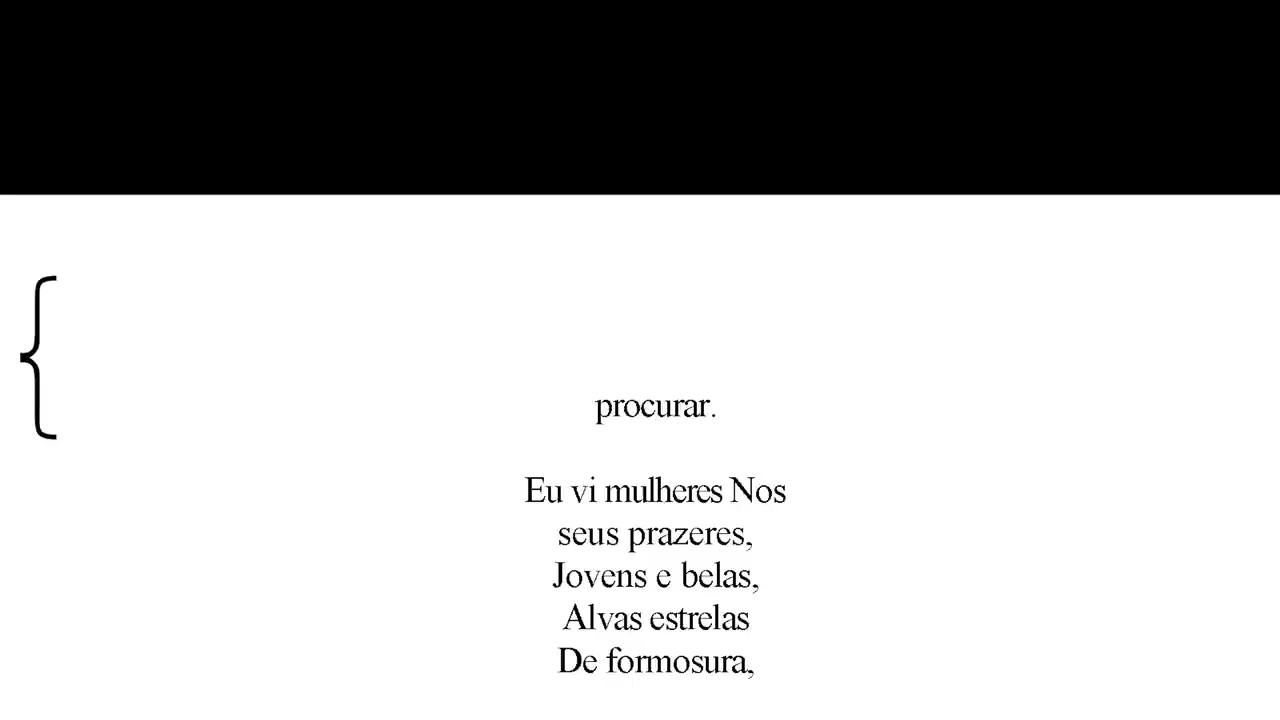 procurar.
Eu vi mulheres Nos
seus prazeres,
Jovens e belas,
Alvas estrelas
De formosura,